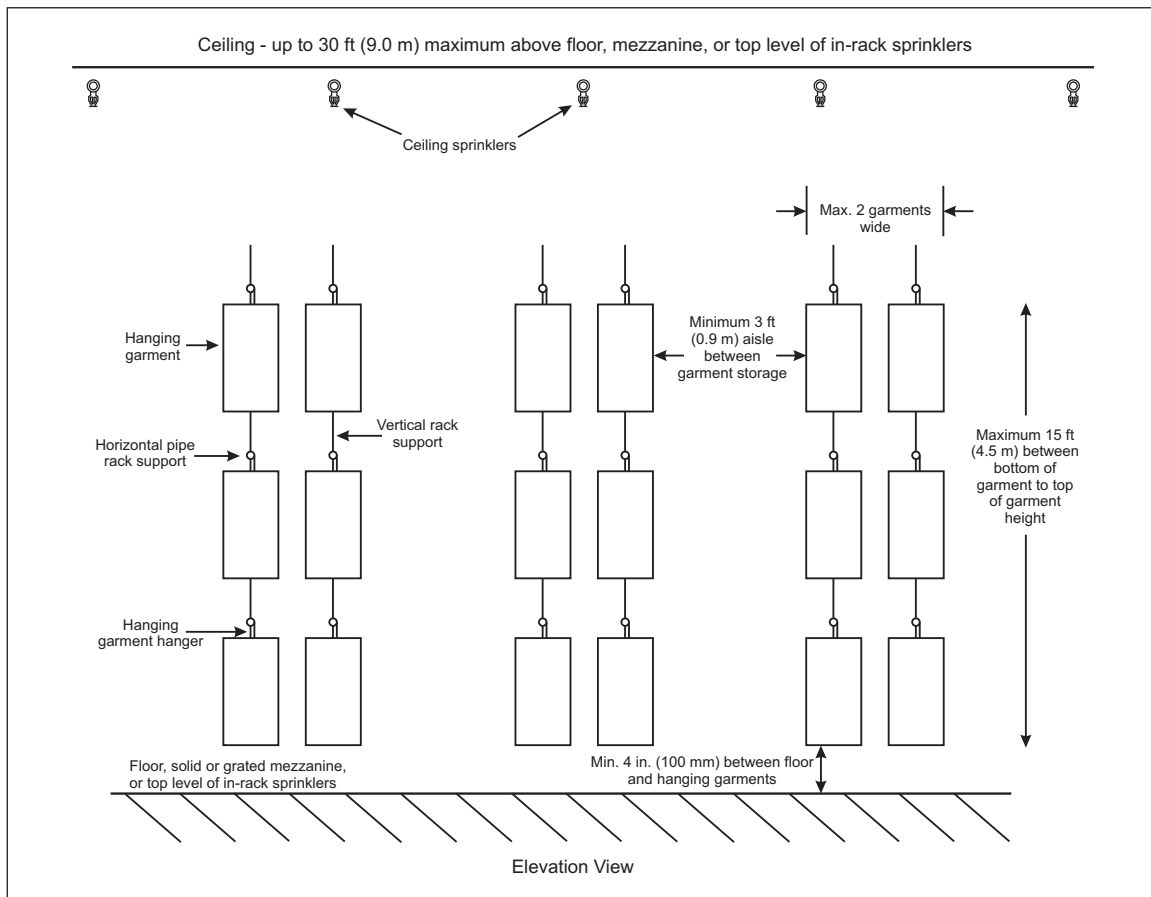 Ceiling - up to 30 ft (9.0 m) maximum above floor, mezzanine, or top level of in-rack sprinklers
Ceiling sprinklers
Max. 2 garments
wide
Hanging
garment
Minimum 3 ft
(0.9 m) aisle
between
garment storage
Horizontal pipe
rack support
Vertical rack
support
Maximum 15 ft
(4.5 m) between
bottom of
garment to top
of garment
height
Hanging
garment hanger
Floor, solid or grated mezzanine,
or top level of in-rack sprinklers
Min. 4 in. (100 mm) between floor
and hanging garments
Elevation View